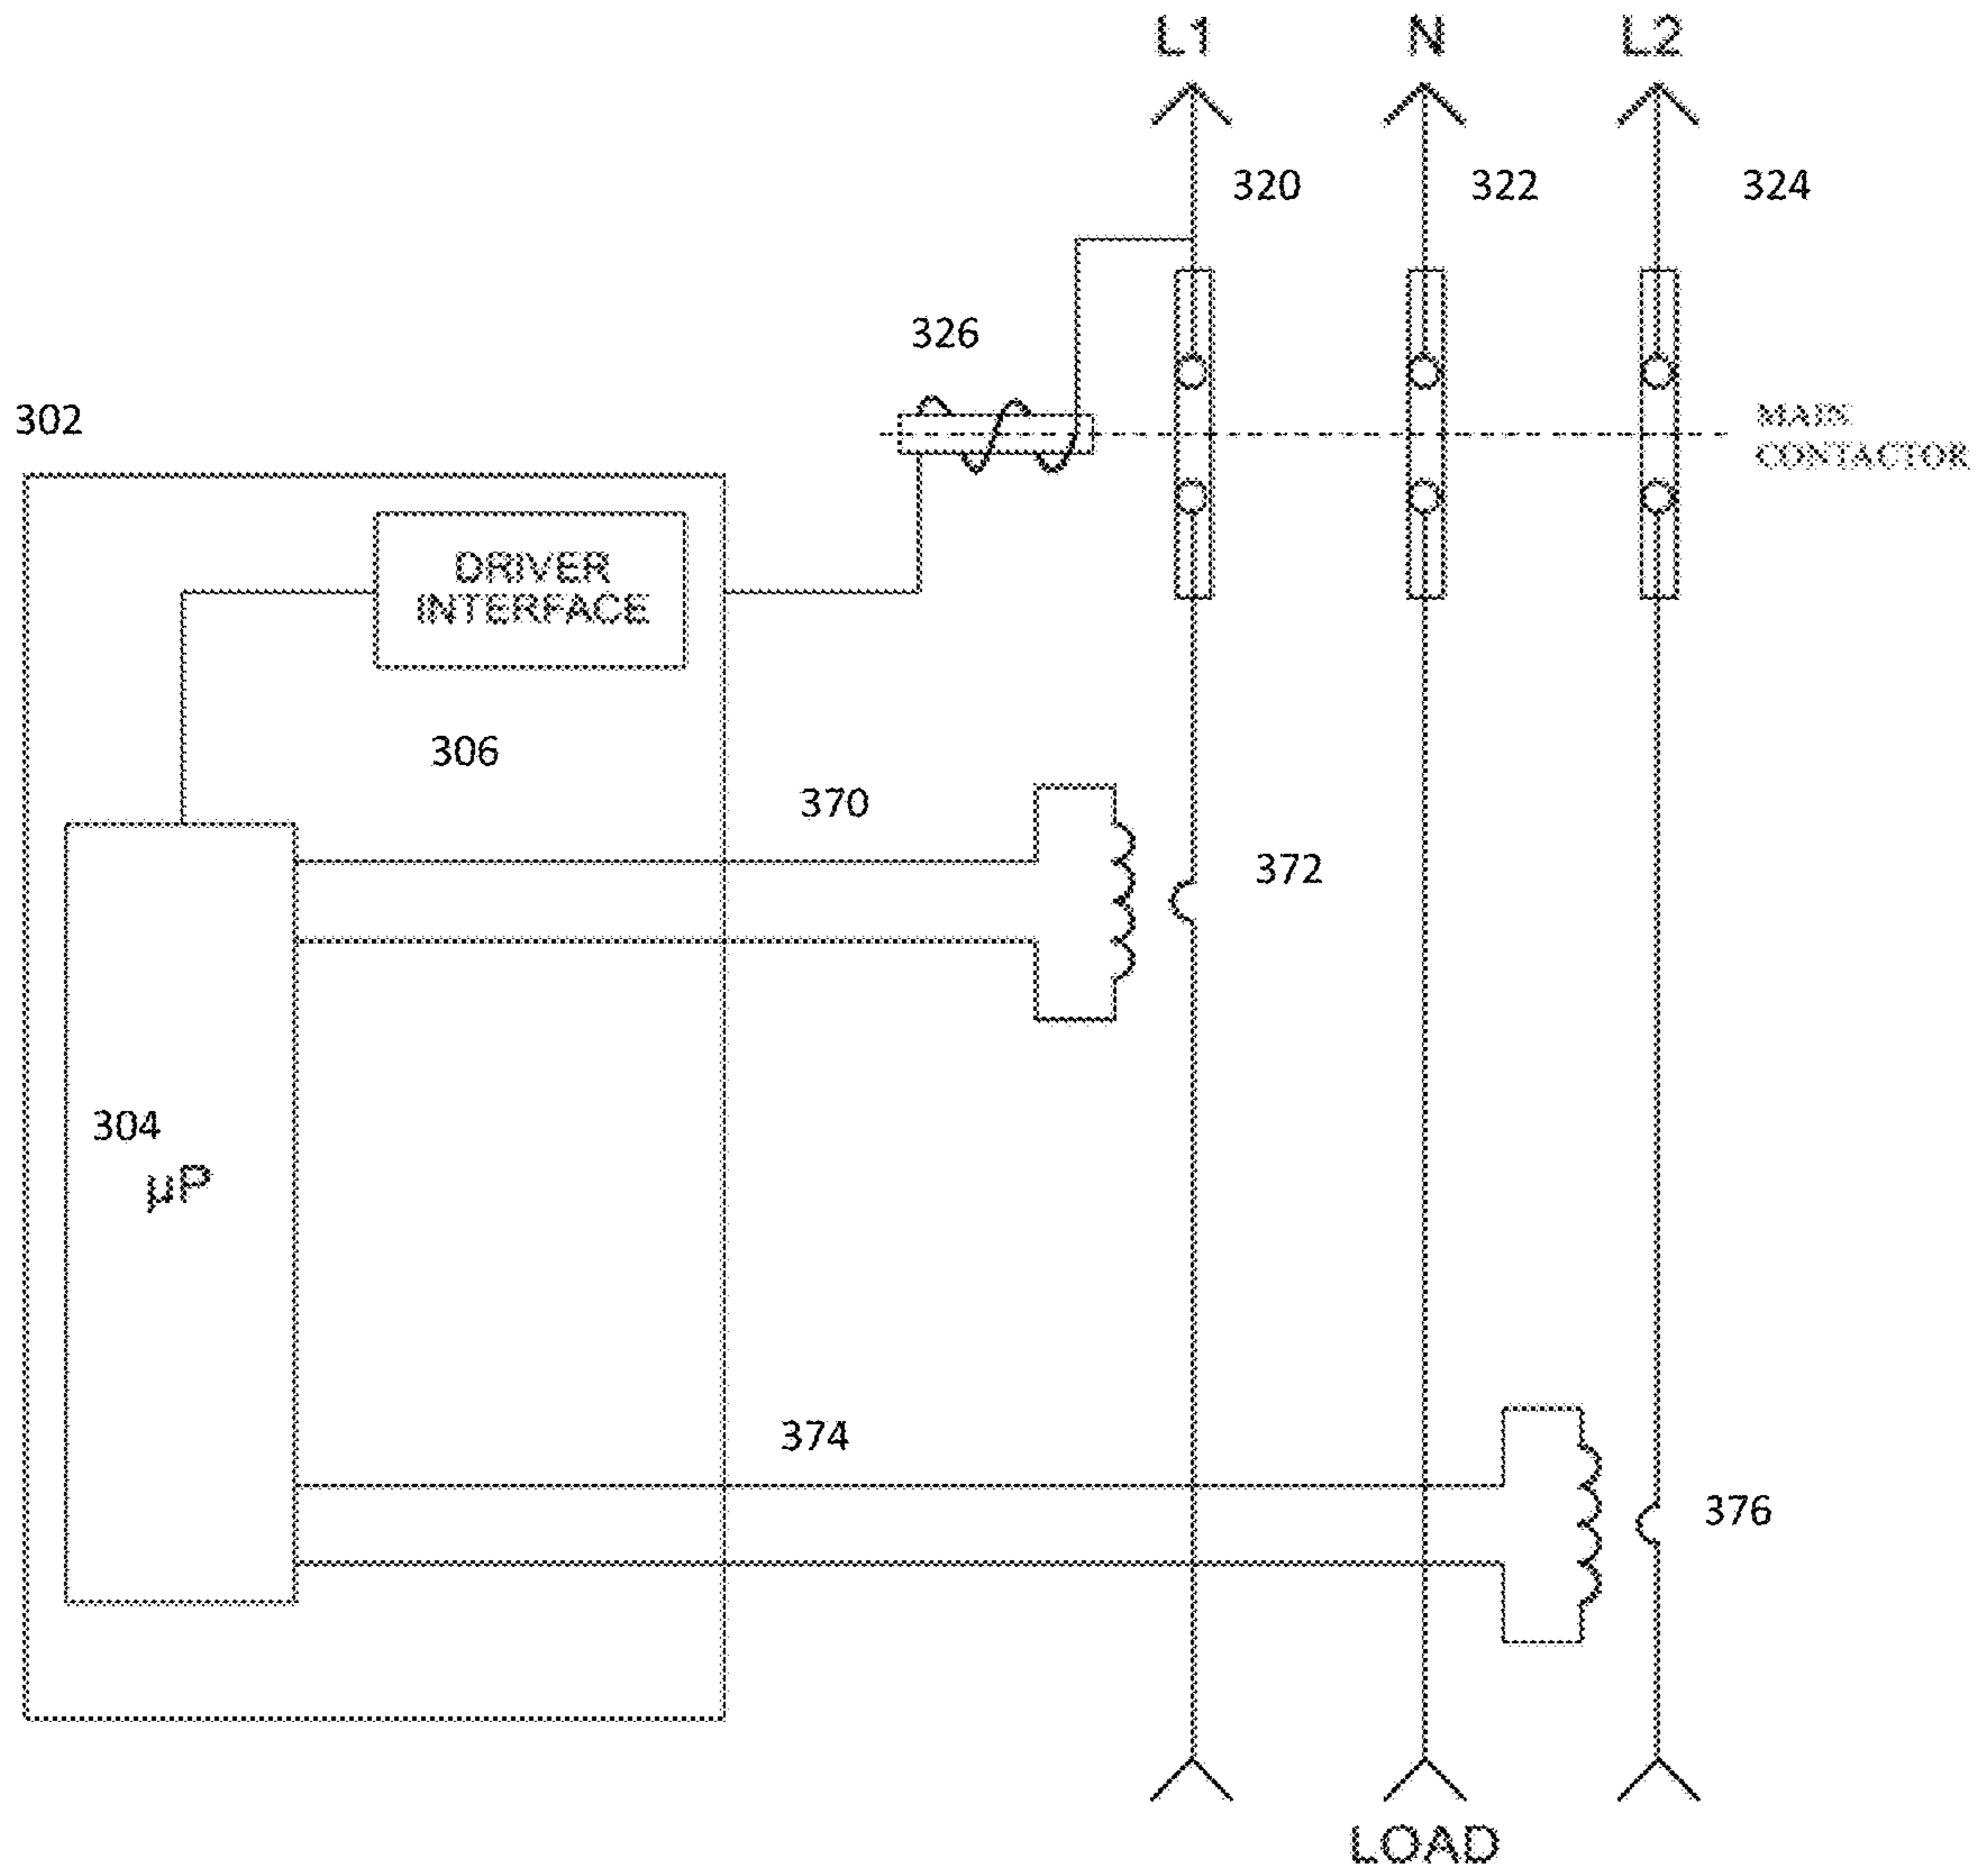 L1 N L2
320 322 324
326
MAIN
CONTACTOR
302
DRIVER
INTERFACE
306
370
372
304
µP
374
376
LOAD